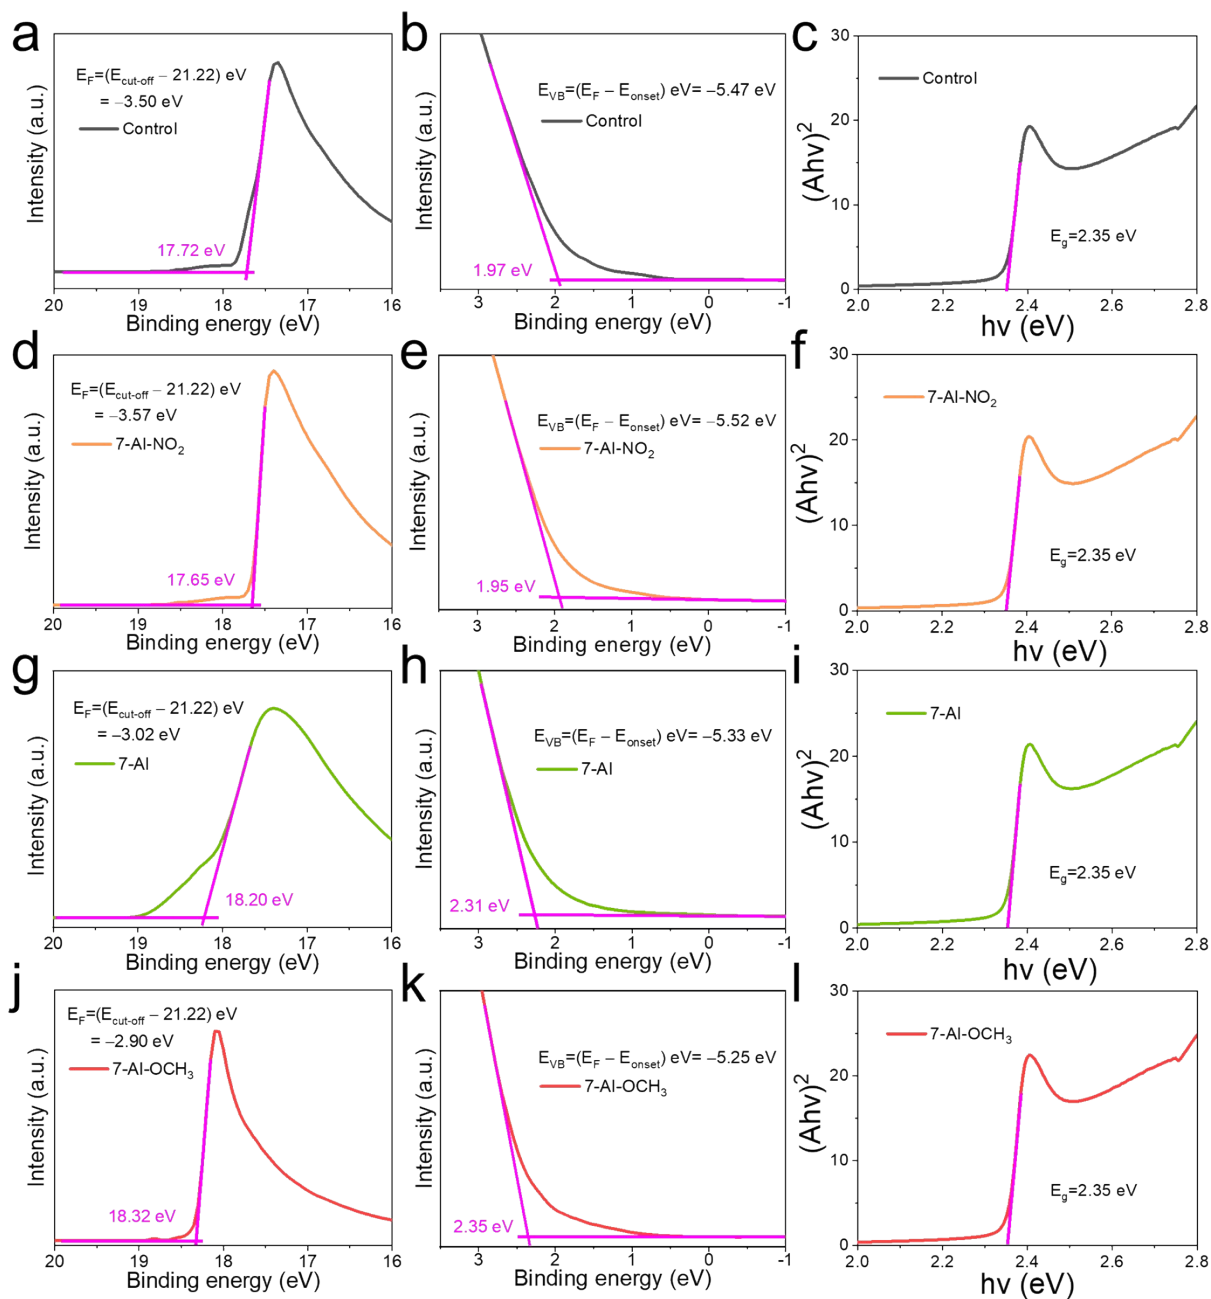 a
E_F=(E_cut-off – 21.22) eV
= –3.50 eV
Control
17.72 eV
Intensity (a.u.)
20 19 18 17 16
Binding energy (eV)
b
E_VB=(E_F – E_onset) eV= –5.47 eV
Control
1.97 eV
Intensity (a.u.)
3 2 1 0 -1
Binding energy (eV)
c
30
20
10
0
Control
E_g=2.35 eV
(Ahv)^2
2.0 2.2 2.4 2.6 2.8
hv (eV)
d
E_F=(E_cut-off – 21.22) eV
= –3.57 eV
7-AI-NO_2
17.65 eV
Intensity (a.u.)
20 19 18 17 16
Binding energy (eV)
e
E_VB=(E_F – E_onset) eV= –5.52 eV
7-AI-NO_2
1.95 eV
Intensity (a.u.)
3 2 1 0 -1
Binding energy (eV)
f
30
20
10
0
7-AI-NO_2
E_g=2.35 eV
(Ahv)^2
2.0 2.2 2.4 2.6 2.8
hv (eV)
g
E_F=(E_cut-off – 21.22) eV
= –3.02 eV
7-AI
18.20 eV
Intensity (a.u.)
20 19 18 17 16
Binding energy (eV)
h
E_VB=(E_F – E_onset) eV= –5.33 eV
7-AI
2.31 eV
Intensity (a.u.)
3 2 1 0 -1
Binding energy (eV)
i
30
20
10
0
7-AI
E_g=2.35 eV
(Ahv)^2
2.0 2.2 2.4 2.6 2.8
hv (eV)
j
E_F=(E_cut-off – 21.22) eV
= –2.90 eV
7-AI-OCH_3
18.32 eV
Intensity (a.u.)
20 19 18 17 16
Binding energy (eV)
k
E_VB=(E_F – E_onset) eV= –5.25 eV
7-AI-OCH_3
2.35 eV
Intensity (a.u.)
3 2 1 0 -1
Binding energy (eV)
l
30
20
10
0
7-AI-OCH_3
E_g=2.35 eV
(Ahv)^2
2.0 2.2 2.4 2.6 2.8
hv (eV)